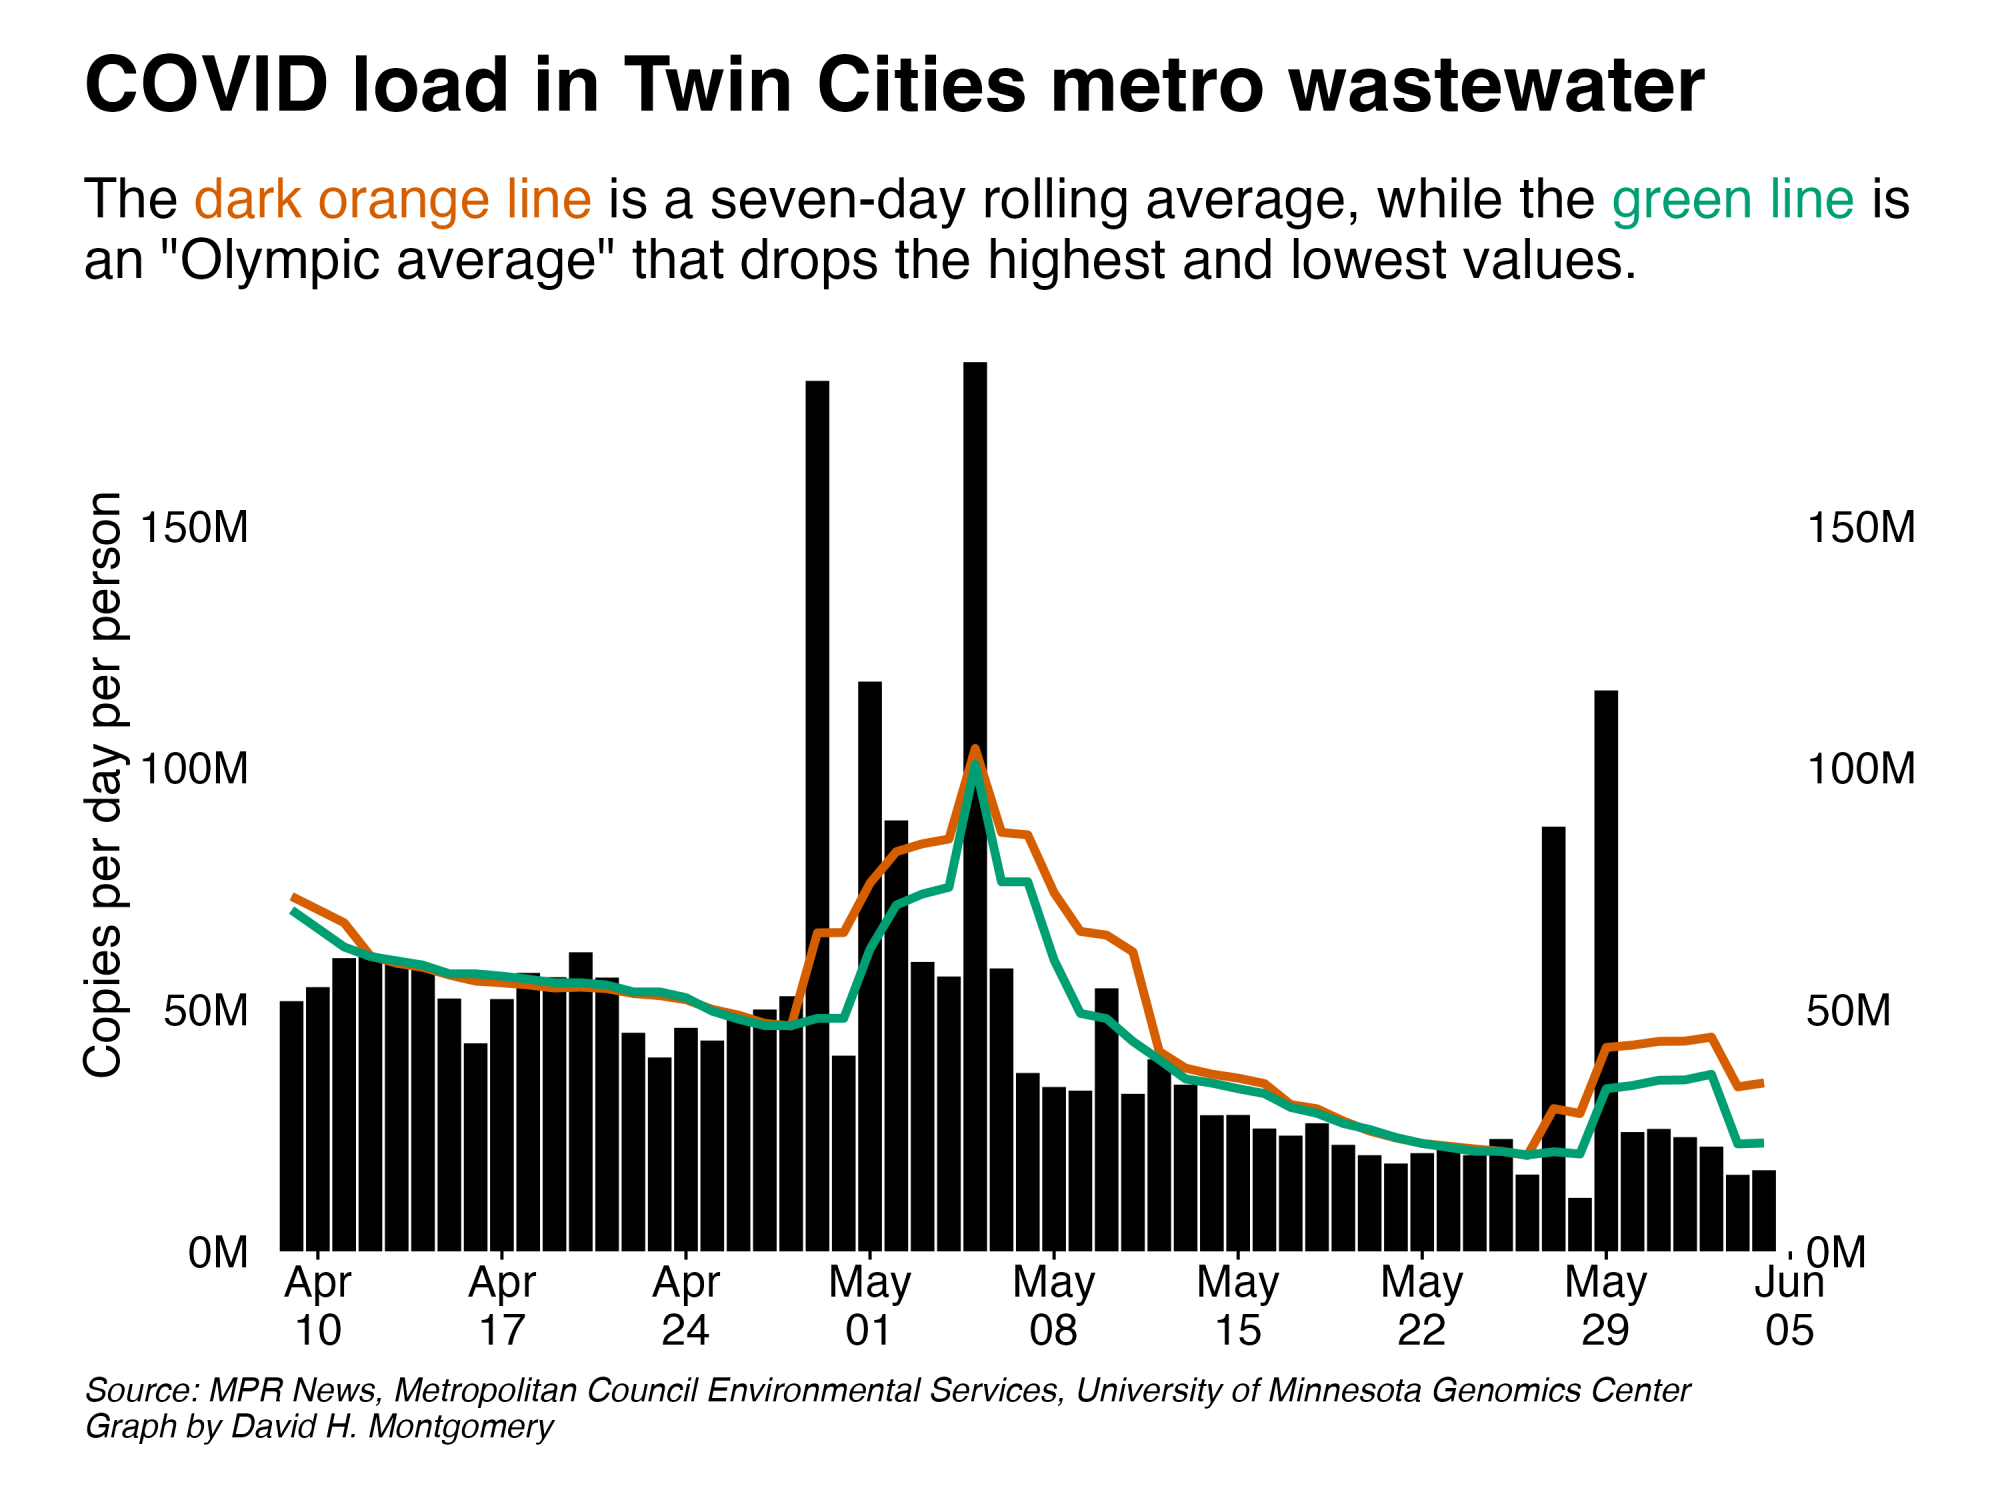 COVID load in Twin Cities metro wastewater
The dark orange line is a seven-day rolling average, while the green line is
an "Olympic average" that drops the highest and lowest values.
Copies per day per person
150M
100M
50M
0M
150M
100M
50M
0M
Apr
10
Apr
17
Apr
24
May
01
May
08
May
15
May
22
May
29
Jun
05
Source: MPR News, Metropolitan Council Environmental Services, University of Minnesota Genomics Center
Graph by David H. Montgomery